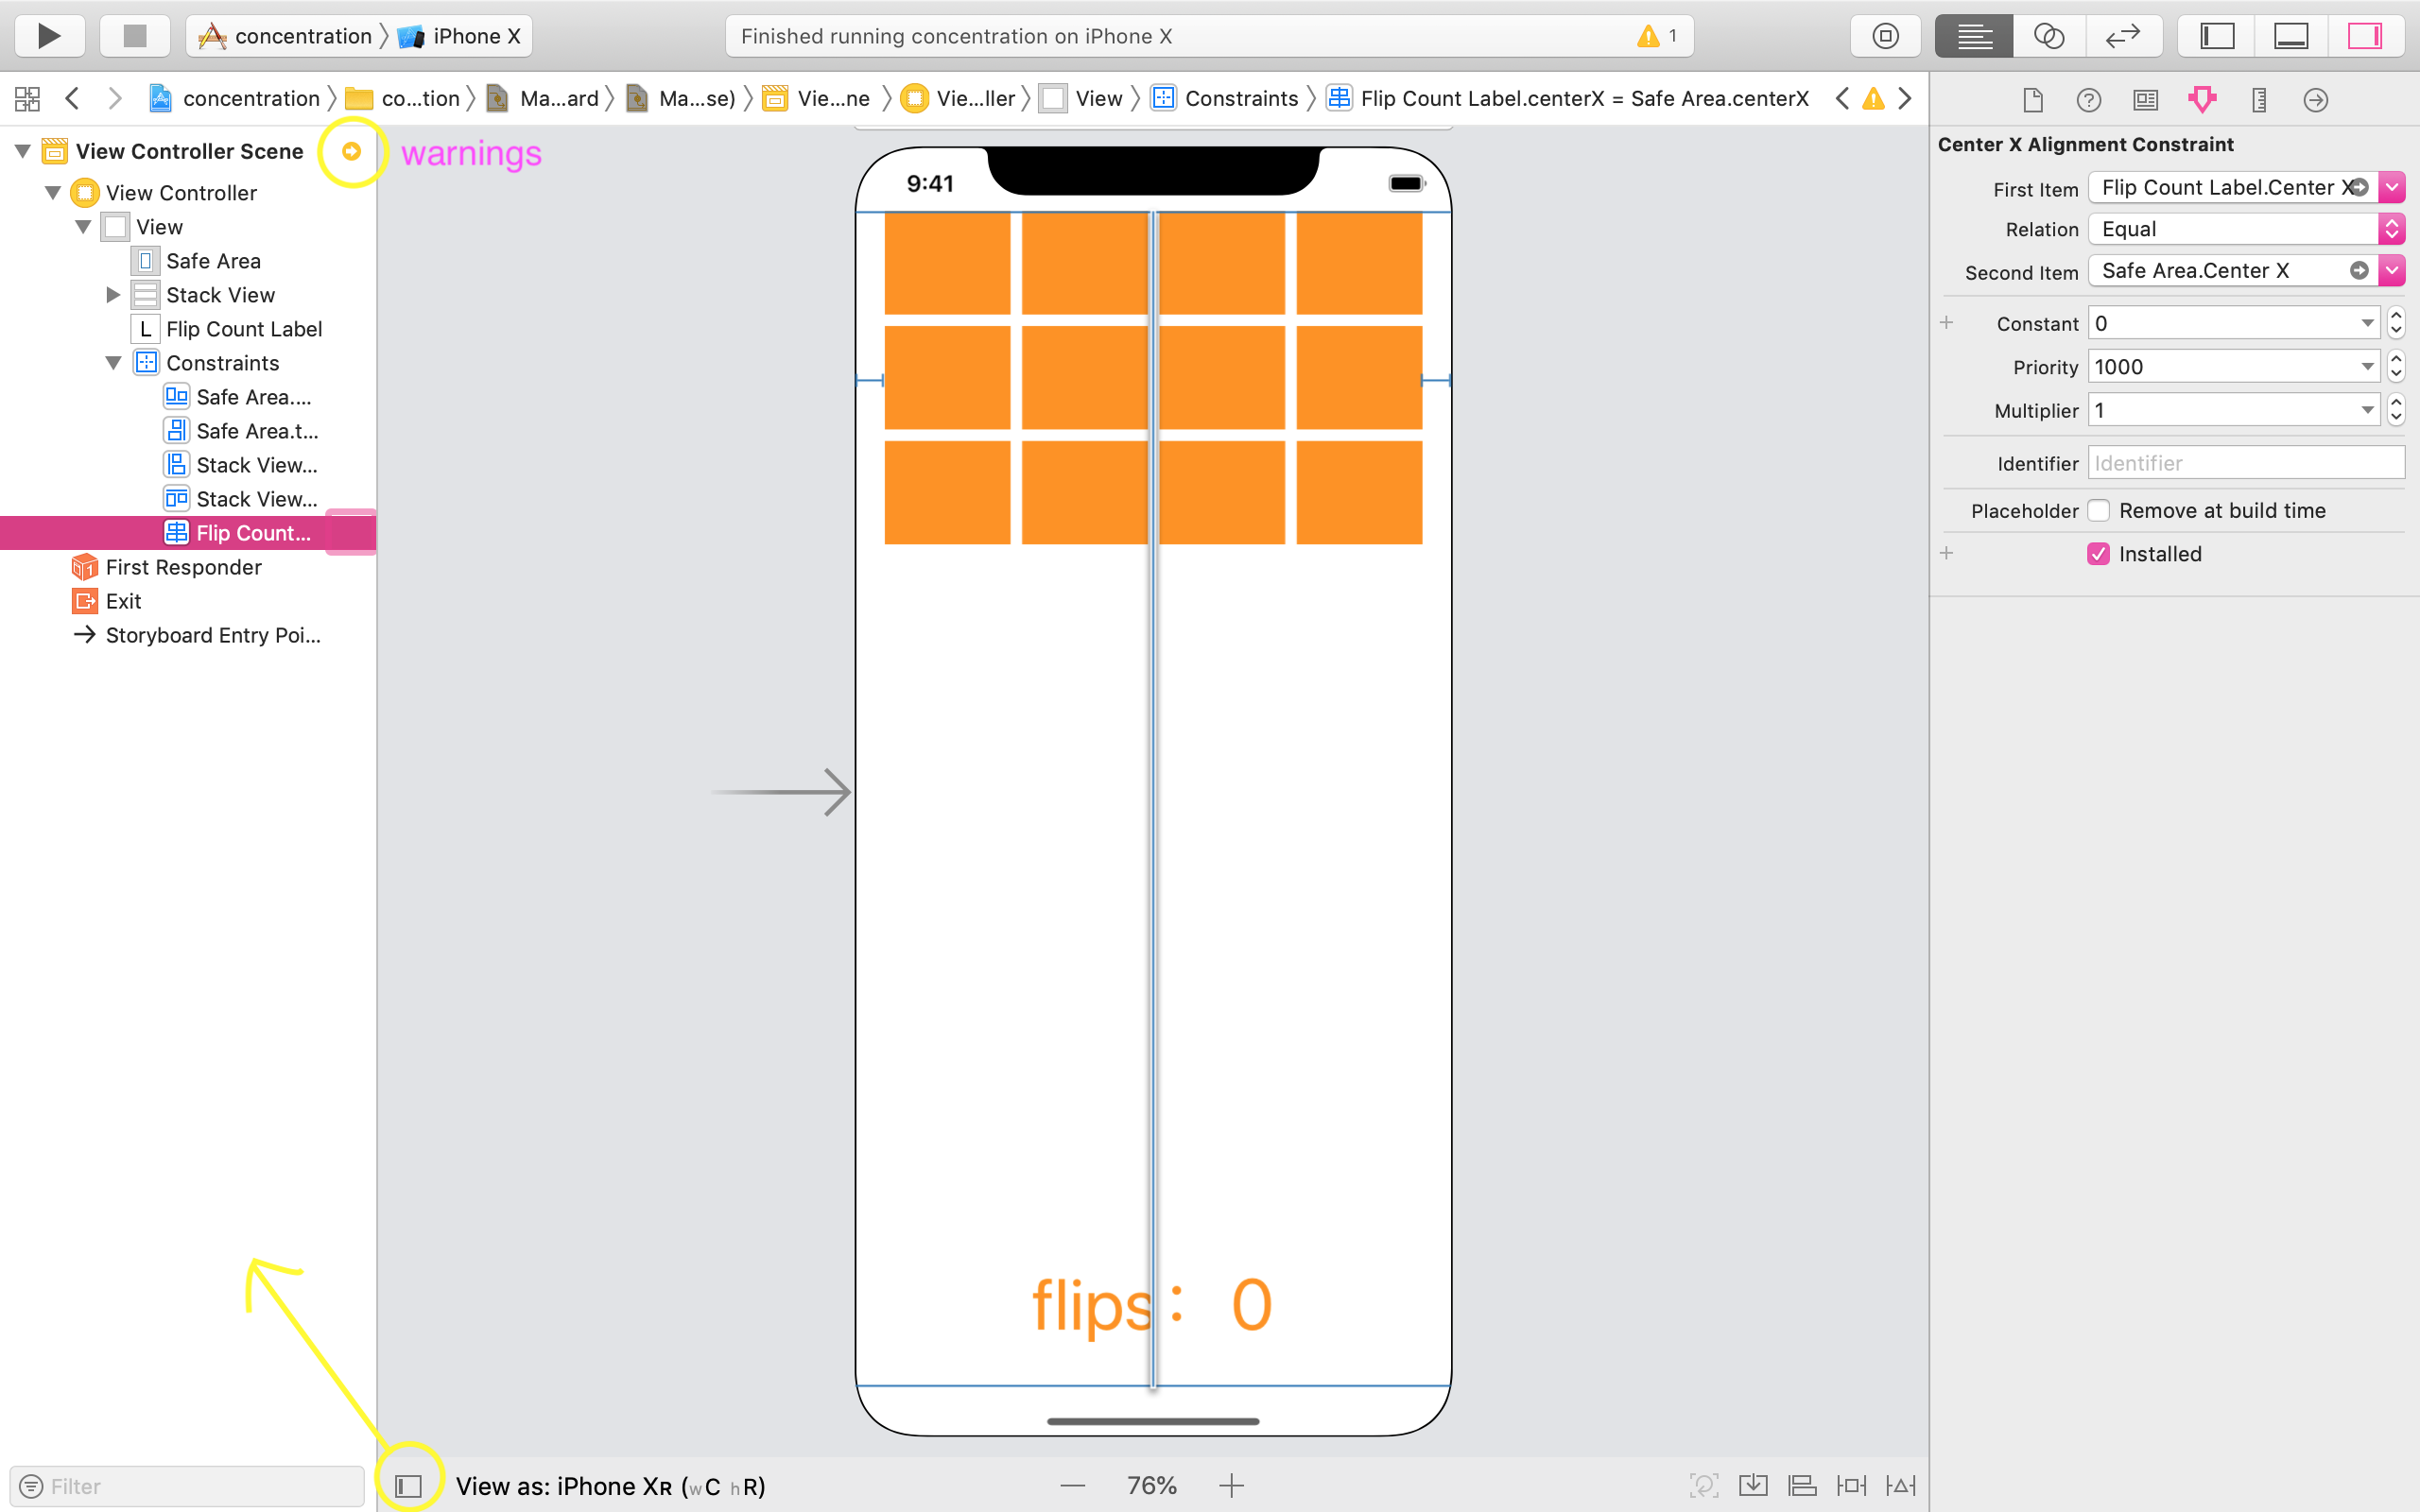 concentration 〉 iPhone X
Finished running concentration on iPhone X
1
concentration 〉 co...tion 〉 Ma...ard 〉 Ma...se) 〉 Vie...ne 〉 Vie...ller 〉 View 〉 Constraints 〉 Flip Count Label.centerX = Safe Area.centerX
View Controller Scene
warnings
View Controller
View
Safe Area
Stack View
L Flip Count Label
Constraints
Safe Area....
Safe Area.t...
Stack View...
Stack View...
Flip Count...
First Responder
Exit
Storyboard Entry Poi...
Filter
9:41
flips: 0
View as: iPhone XR (wC hR)
76%
Center X Alignment Constraint
First Item Flip Count Label.Center X
Relation Equal
Second Item Safe Area.Center X
Constant 0
Priority 1000
Multiplier 1
Identifier Identifier
Placeholder Remove at build time
Installed